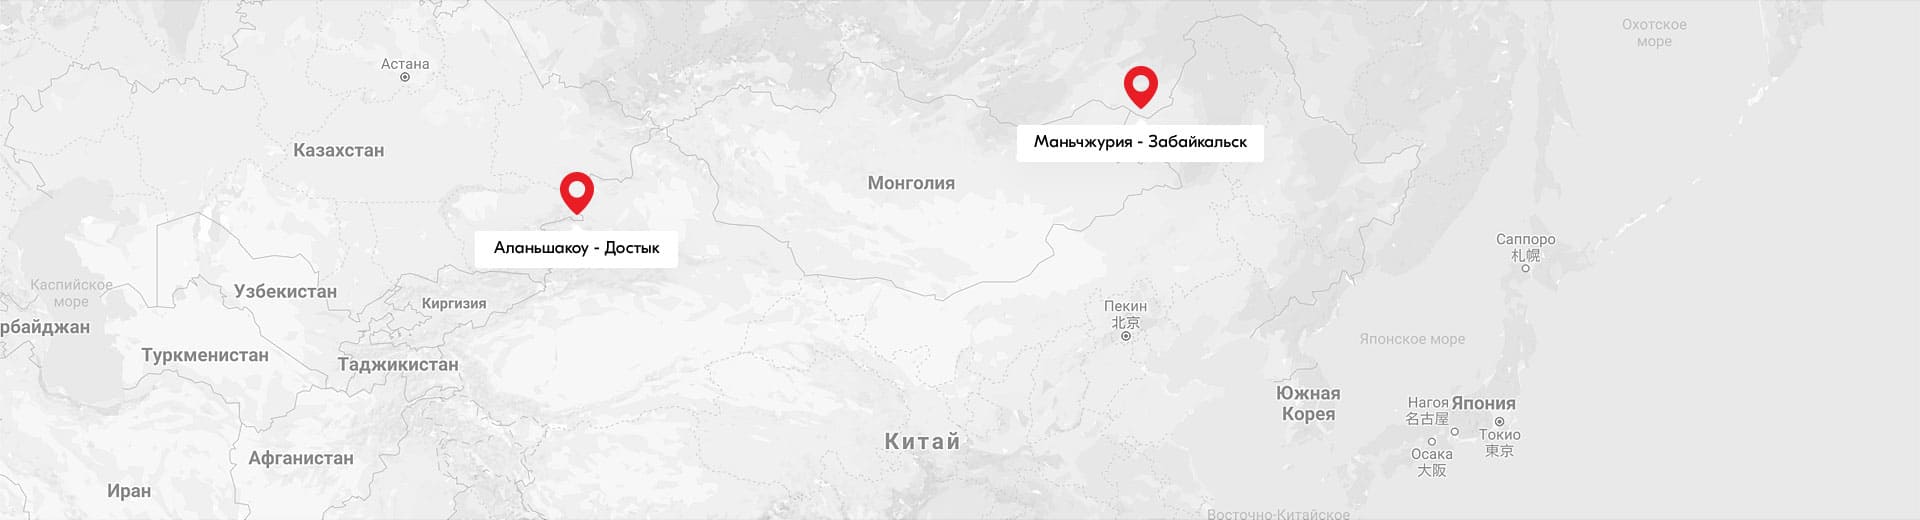 Охотское
море
Астана
Маньчжурия - Забайкальск
Казахстан
Монголия
Саппоро
札幌
Аланьшакоу - Достык
Каспийское
море
Узбекистан
Киргизия
Пекин
北京
рбайджан
Японское море
Туркменистан
Таджикистан
Южная
Корея
Нагоя
名古屋
Япония
Токио
東京
Китай
Осака
大阪
Афганистан
Иран
Восточно-Китайское